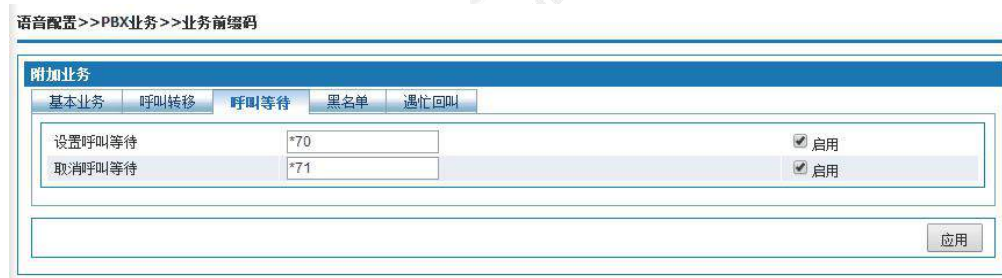 语音配置>>PBX业务>>业务前缀码
附加业务
基本业务 呼叫转移 呼叫等待 黑名单 遇忙回叫
设置呼叫等待 *70 启用
取消呼叫等待 *71 启用
应用